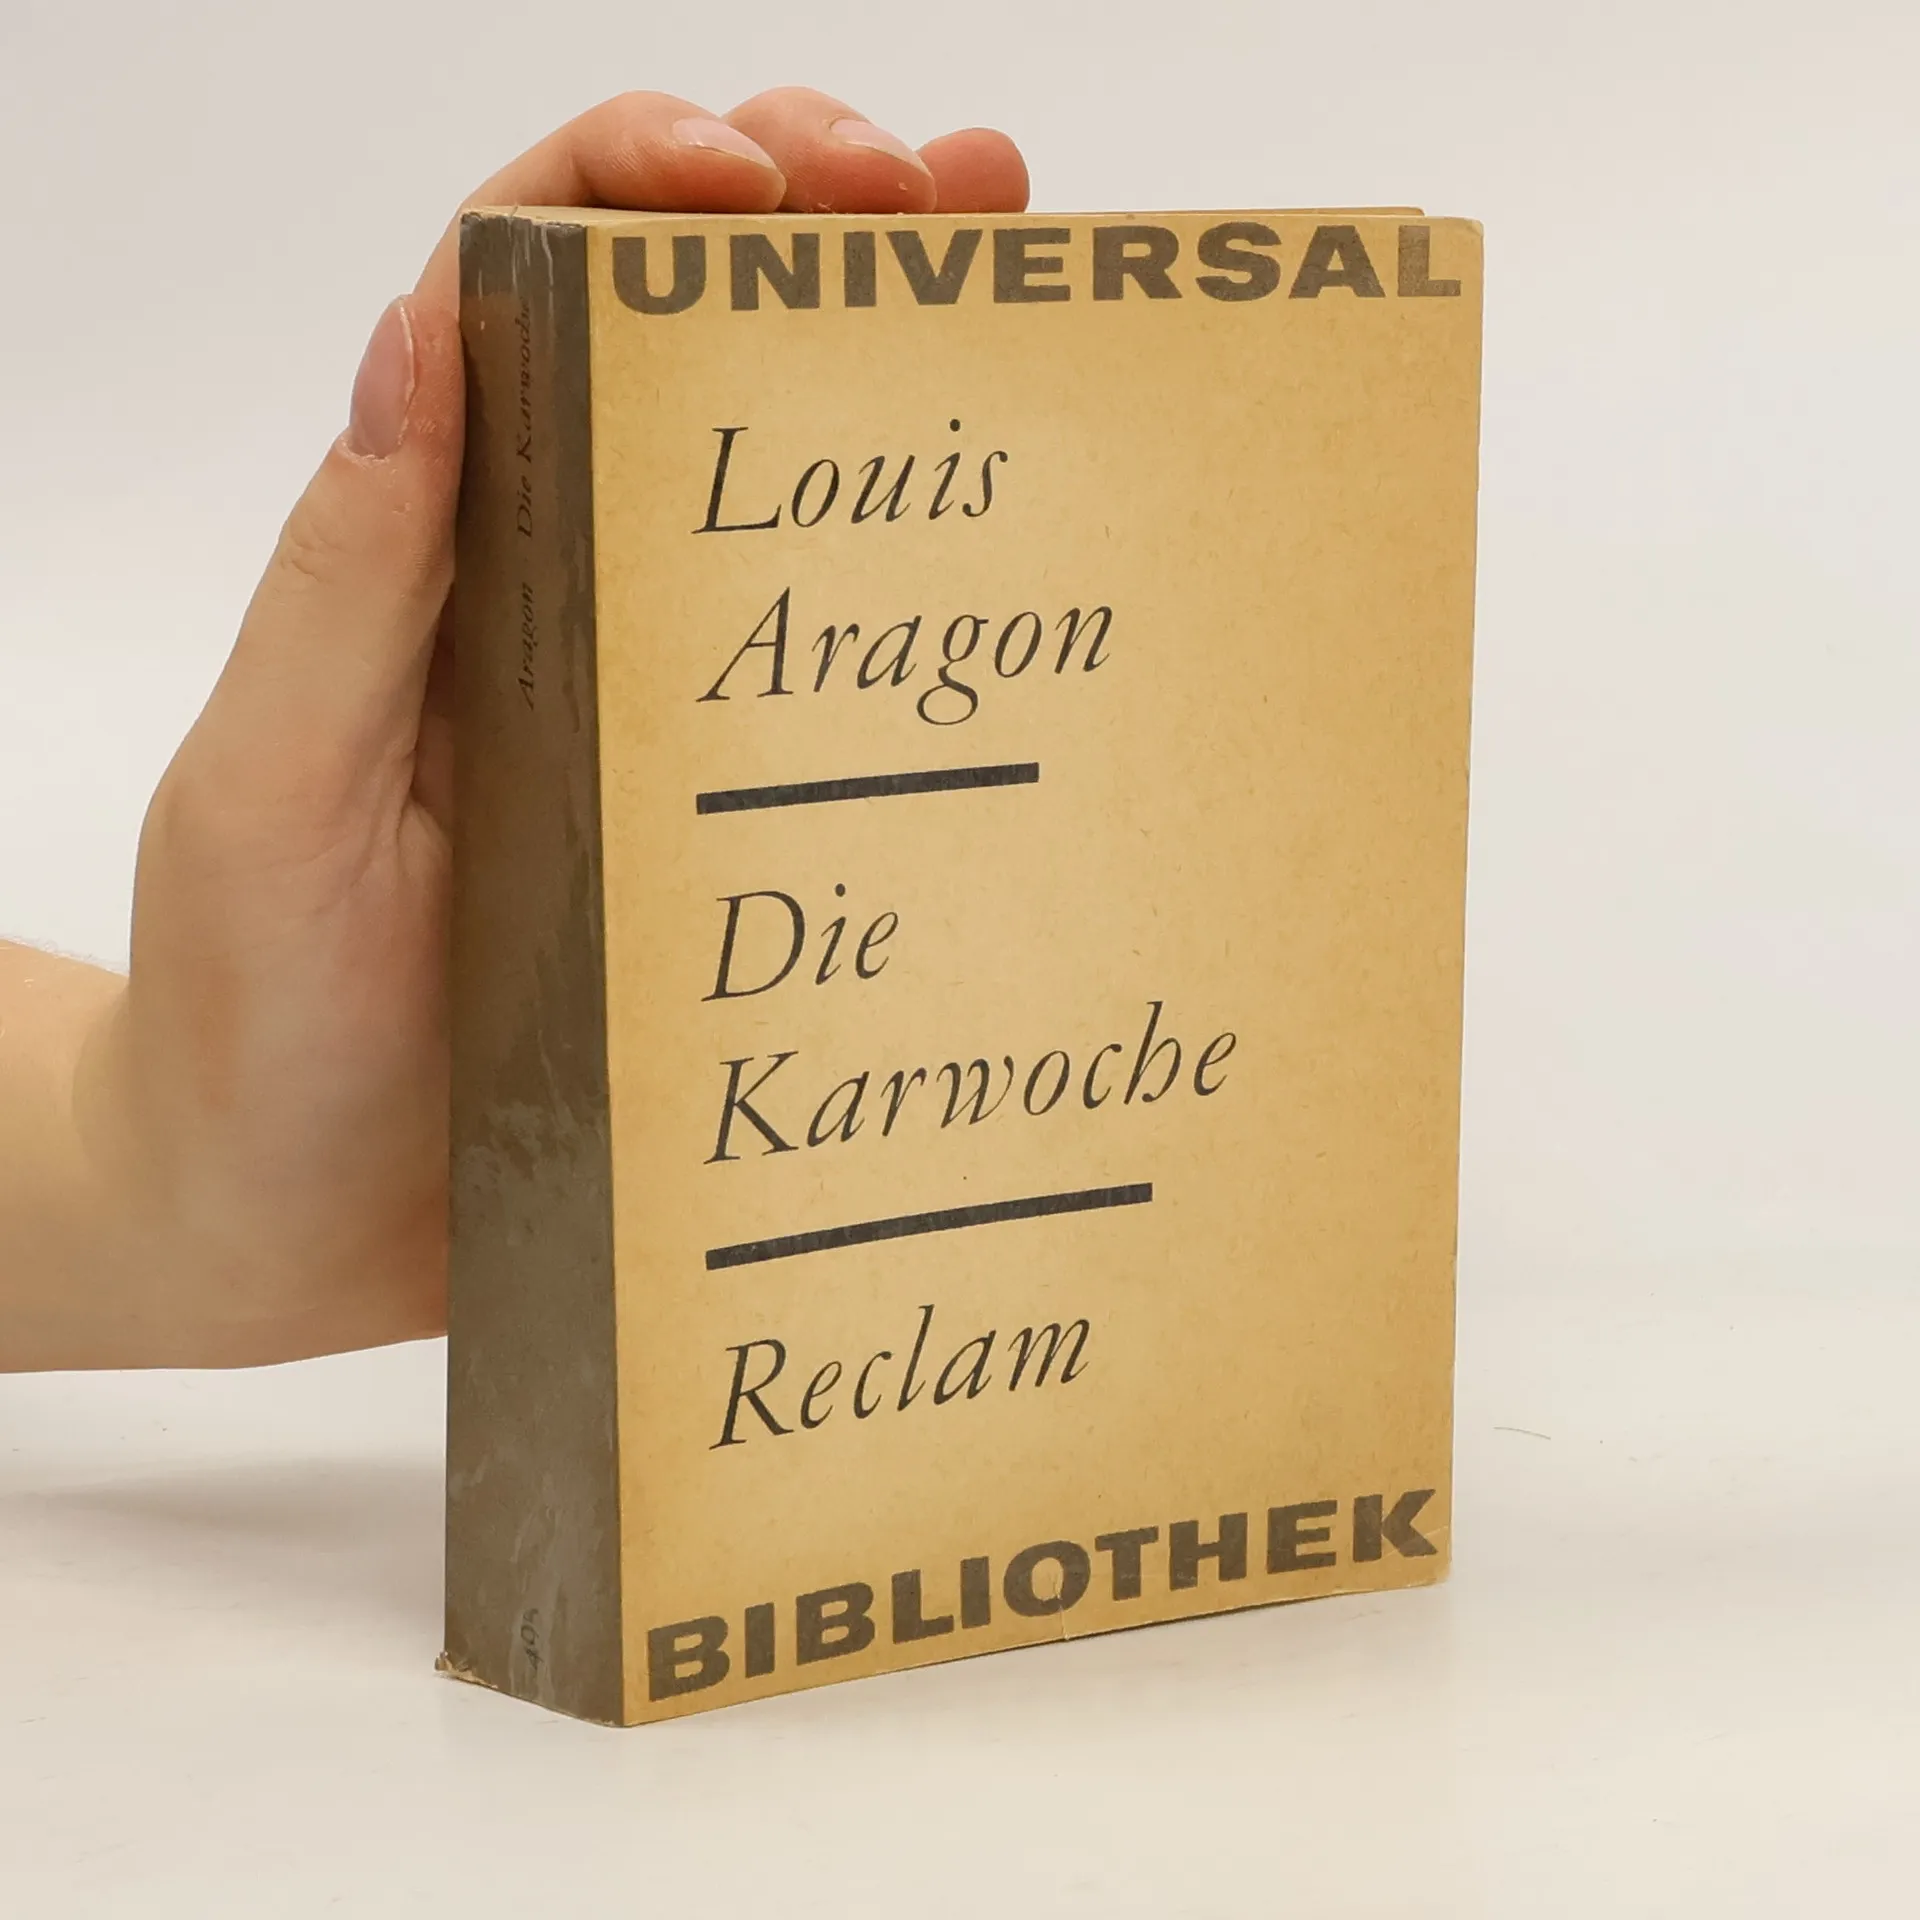 UNIVERSAL
Louis
Aragon
Die
Karwoche
Reclam
BIBLIOTHEK
Aragon · Die Karwoche